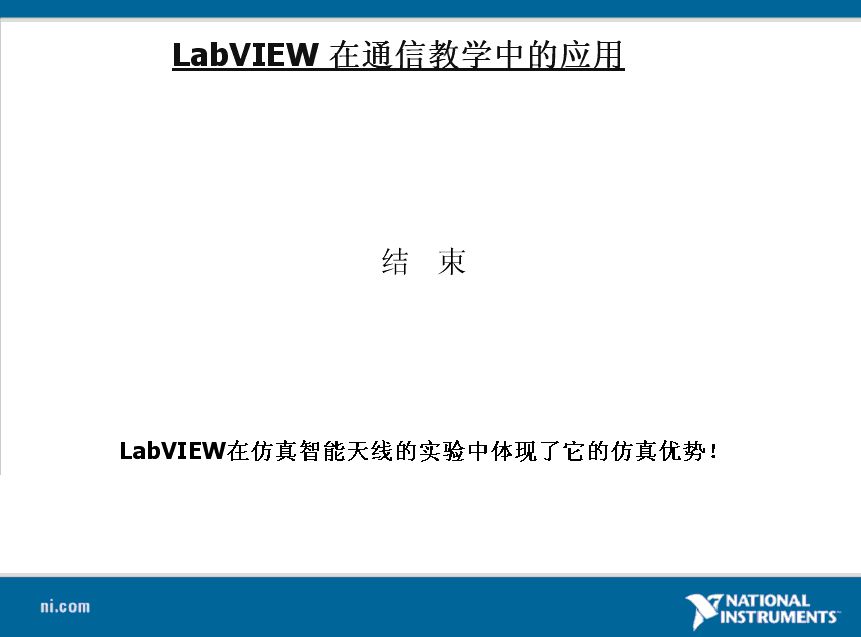 LabVIEW 在通信教学中的应用
结 束
LabVIEW在仿真智能天线的实验中体现了它的仿真优势！
ni.com
NATIONAL
INSTRUMENTS™